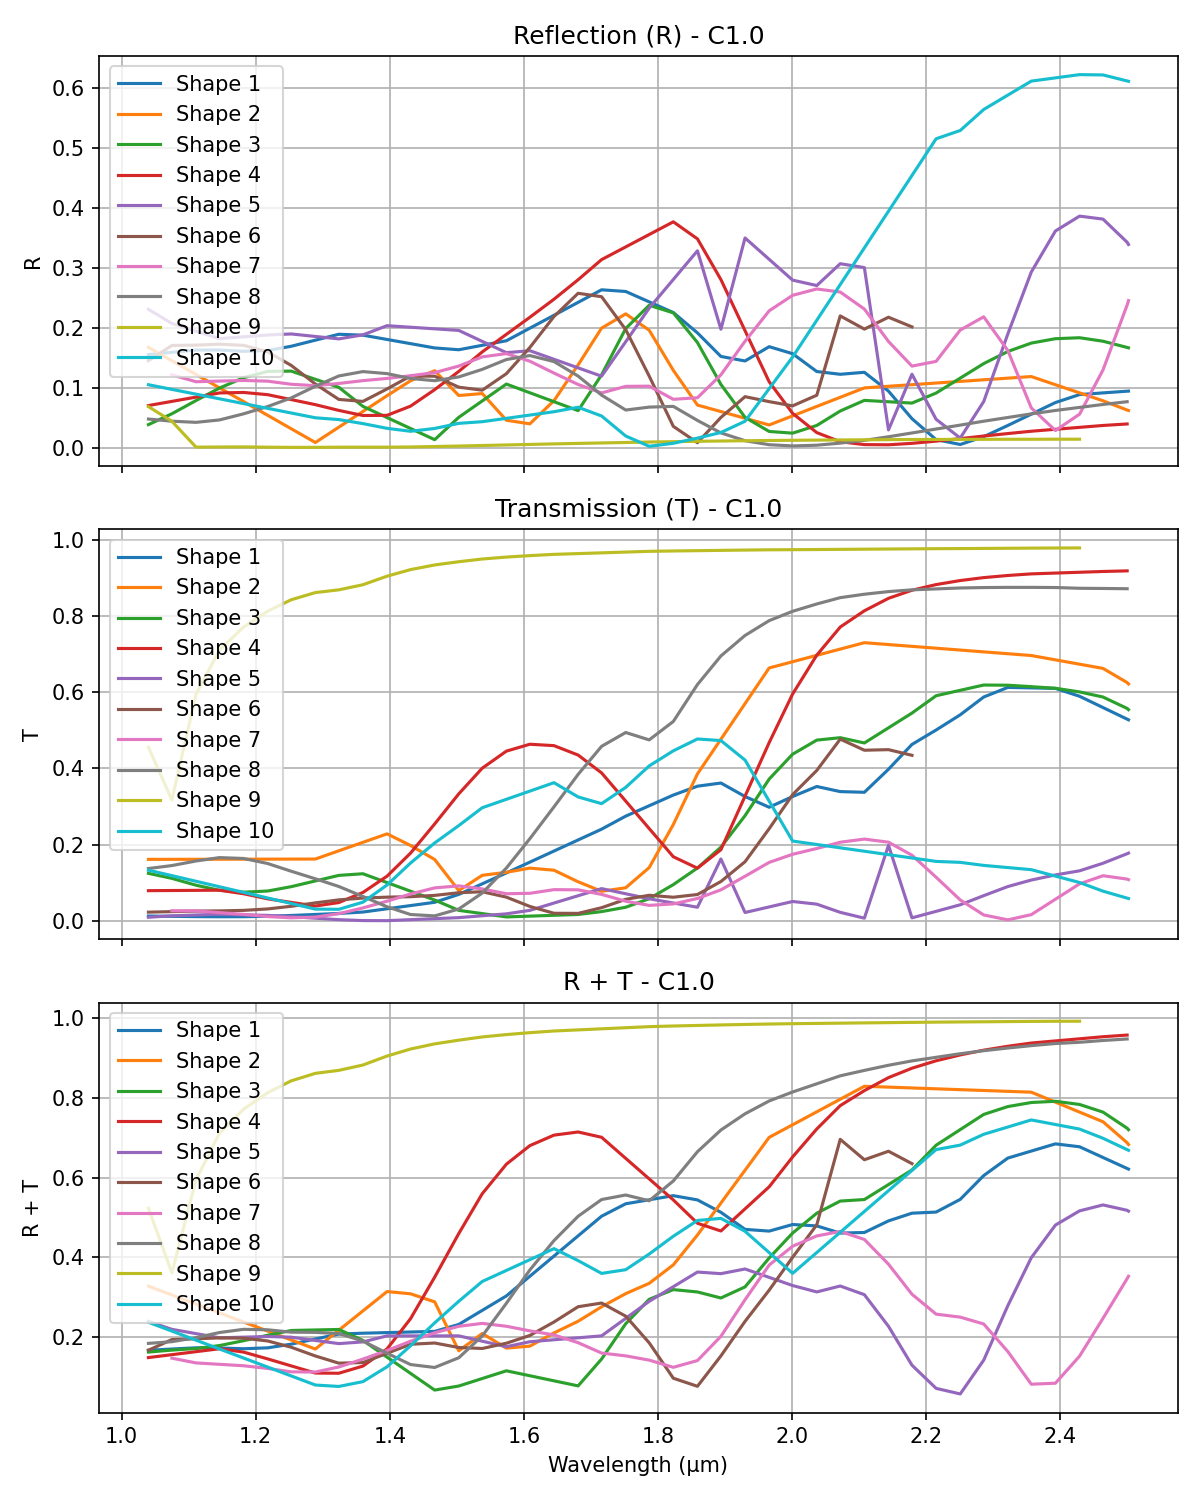 Reflection (R) - C1.0
0.6
0.5
0.4
0.3
0.2
0.1
0.0
R
Shape 1
Shape 2
Shape 3
Shape 4
Shape 5
Shape 6
Shape 7
Shape 8
Shape 9
Shape 10
Transmission (T) - C1.0
1.0
0.8
0.6
0.4
0.2
0.0
T
Shape 1
Shape 2
Shape 3
Shape 4
Shape 5
Shape 6
Shape 7
Shape 8
Shape 9
Shape 10
R + T - C1.0
1.0
0.8
0.6
0.4
0.2
R + T
Shape 1
Shape 2
Shape 3
Shape 4
Shape 5
Shape 6
Shape 7
Shape 8
Shape 9
Shape 10
1.0 1.2 1.4 1.6 1.8 2.0 2.2 2.4
Wavelength (μm)